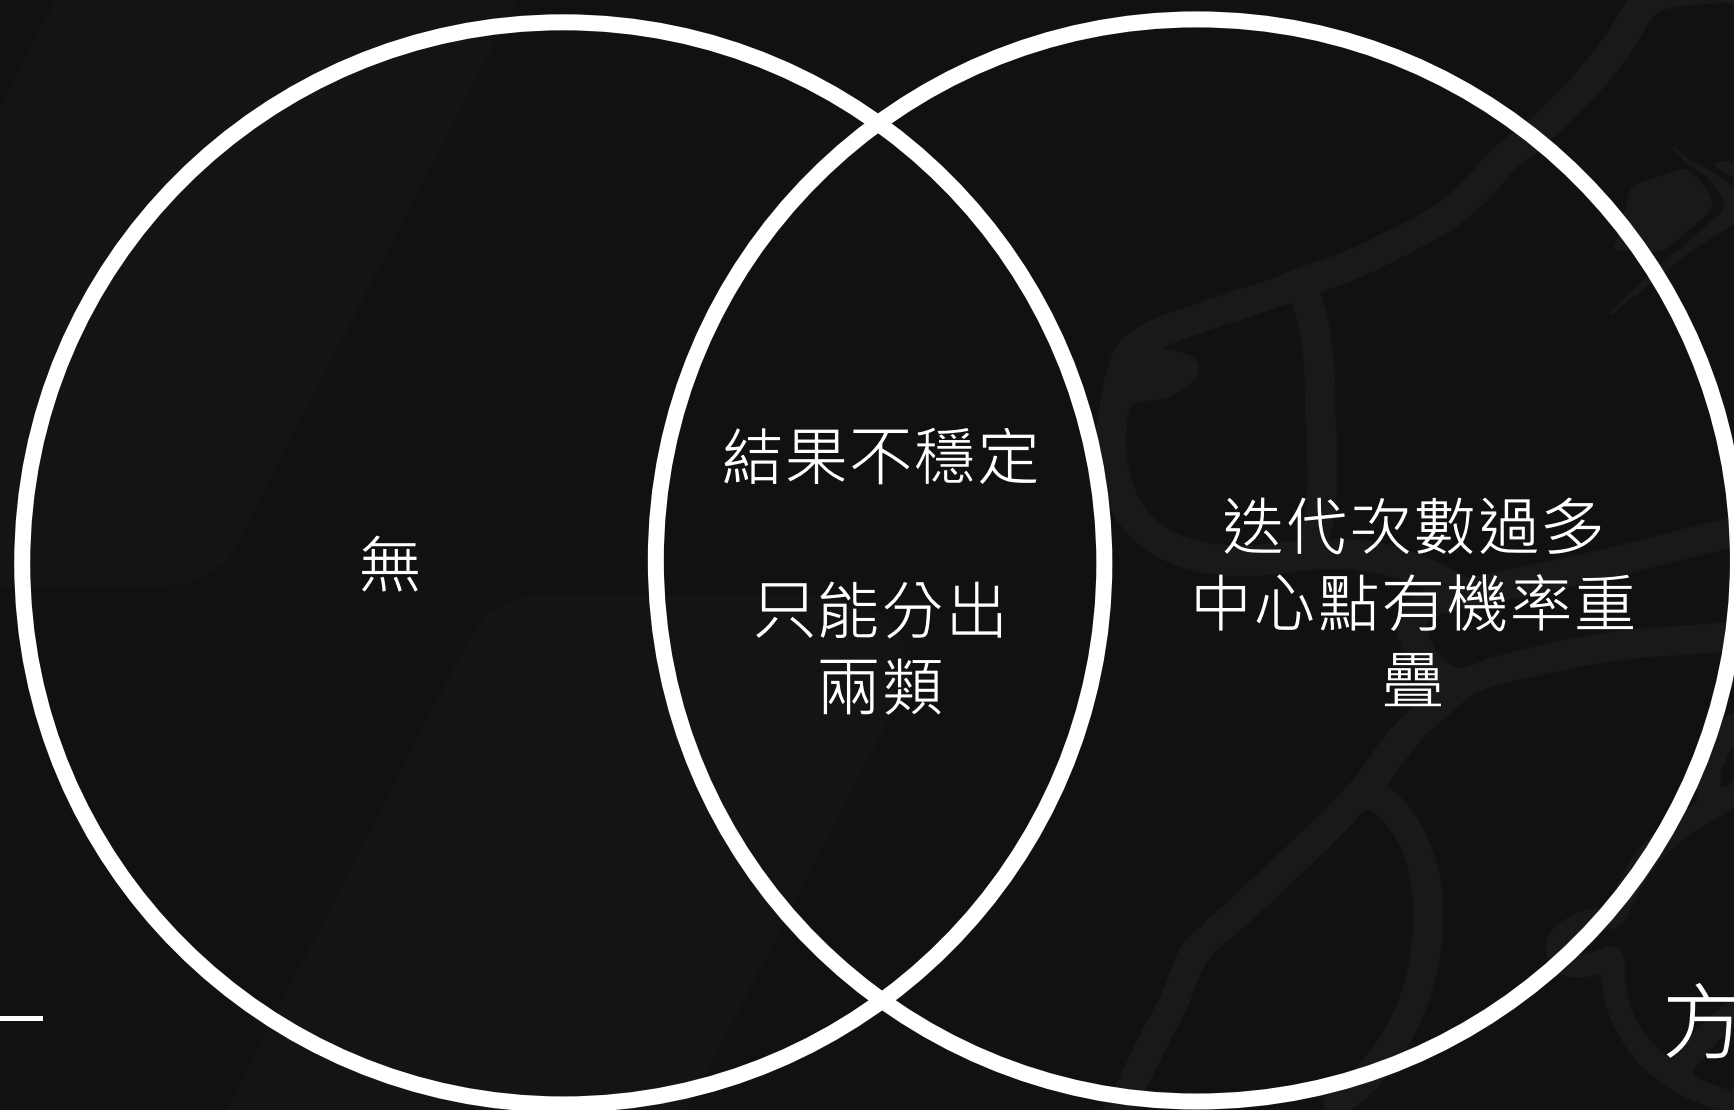 無
結果不穩定
只能分出
兩類
迭代次數過多
中心點有機率重
疊
一
方